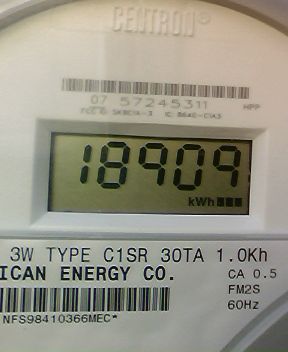 CENTRON®
07 57245311 HPP
18909
kWh
3W TYPE C1SR 30TA 1.0Kh
ICAN ENERGY CO. CA 0.5
FM2S
60Hz
NFS98410366MEC*